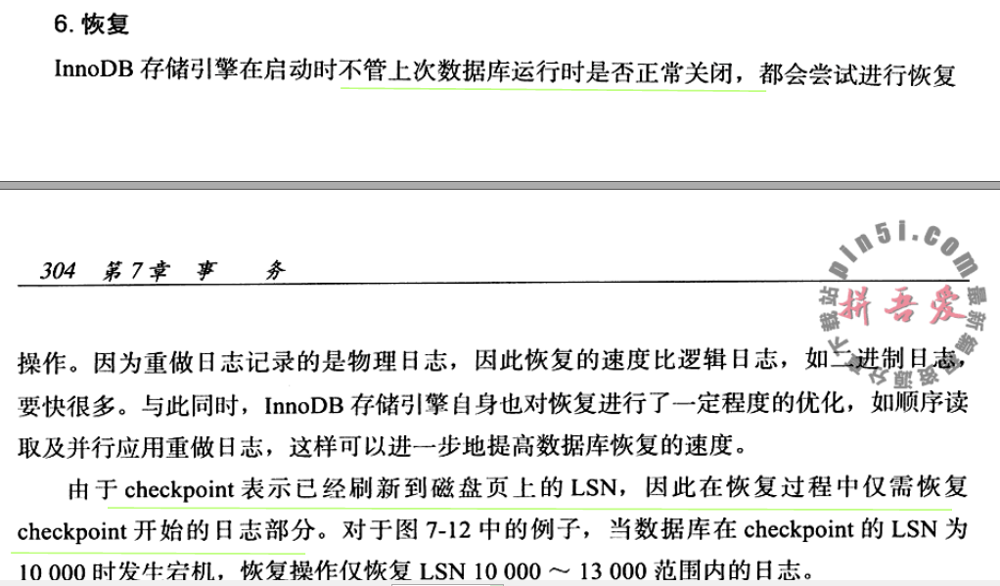 6. 恢复
InnoDB 存储引擎在启动时不管上次数据库运行时是否正常关闭，都会尝试进行恢复
304 第 7 章 事 务
pin5i.com
拼吾爱
操作。因为重做日志记录的是物理日志，因此恢复的速度比逻辑日志，如二进制日志，
要快很多。与此同时，InnoDB 存储引擎自身也对恢复进行了一定程度的优化，如顺序读
取及并行应用重做日志，这样可以进一步地提高数据库恢复的速度。
由于 checkpoint 表示已经刷新到磁盘页上的 LSN，因此在恢复过程中仅需恢复
checkpoint 开始的日志部分。对于图 7-12 中的例子，当数据库在 checkpoint 的 LSN 为
10 000 时发生宕机，恢复操作仅恢复 LSN 10 000 ～ 13 000 范围内的日志。